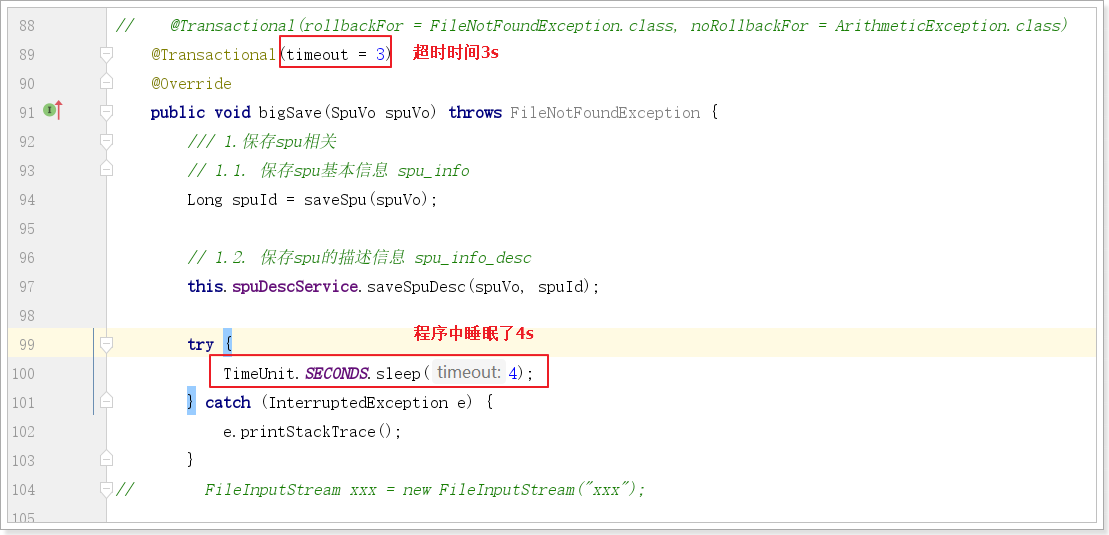 88 //    @Transactional(rollbackFor = FileNotFoundException.class, noRollbackFor = ArithmeticException.class)
89 @Transactional(timeout = 3) 超时时间3s
90 @Override
91 public void bigSave(SpuVo spuVo) throws FileNotFoundException {
92 /// 1.保存spu相关
93 // 1.1. 保存spu基本信息 spu_info
94 Long spuId = saveSpu(spuVo);
95
96 // 1.2. 保存spu的描述信息 spu_info_desc
97 this.spuDescService.saveSpuDesc(spuVo, spuId);
98
程序中睡眠了4s
99 try {
100 TimeUnit.SECONDS.sleep( timeout: 4);
101 } catch (InterruptedException e) {
102 e.printStackTrace();
103 }
104 //        FileInputStream xxx = new FileInputStream("xxx");
105